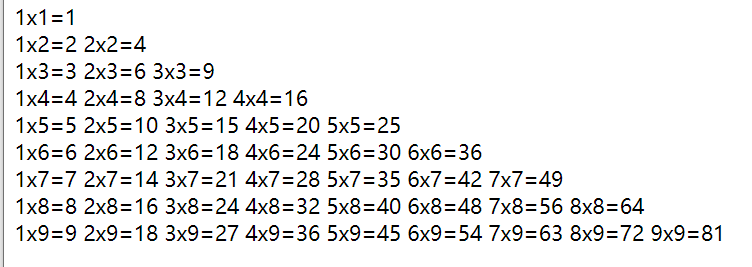 1x1=1
1x2=2 2x2=4
1x3=3 2x3=6 3x3=9
1x4=4 2x4=8 3x4=12 4x4=16
1x5=5 2x5=10 3x5=15 4x5=20 5x5=25
1x6=6 2x6=12 3x6=18 4x6=24 5x6=30 6x6=36
1x7=7 2x7=14 3x7=21 4x7=28 5x7=35 6x7=42 7x7=49
1x8=8 2x8=16 3x8=24 4x8=32 5x8=40 6x8=48 7x8=56 8x8=64
1x9=9 2x9=18 3x9=27 4x9=36 5x9=45 6x9=54 7x9=63 8x9=72 9x9=81